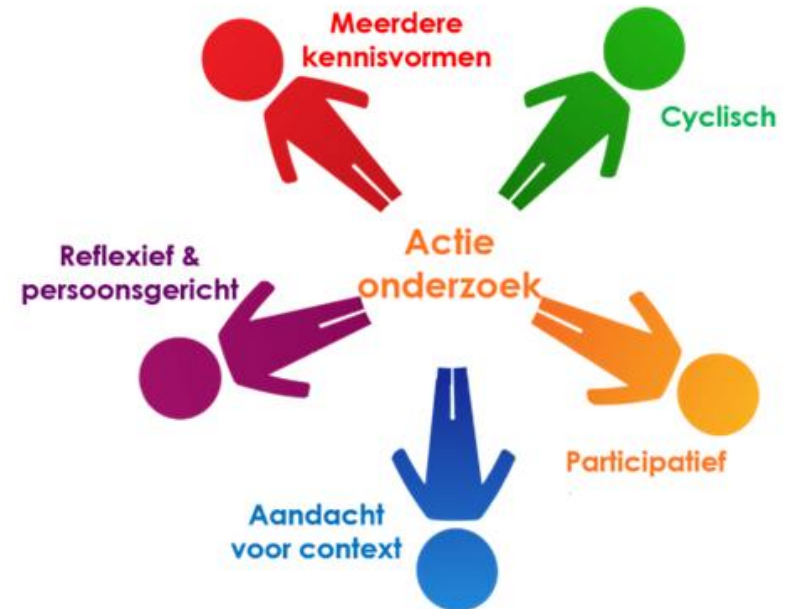 Meerdere
kennisvormen
Cyclisch
Actie
onderzoek
Reflexief &
persoonsgericht
Participatief
Aandacht
voor context